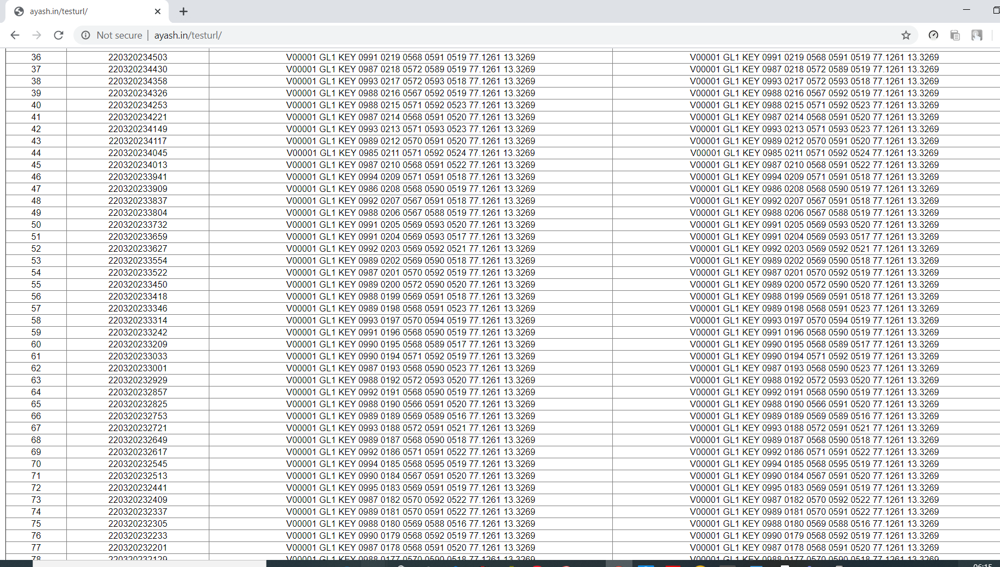 ayash.in/testurl/
Not secure | ayash.in/testurl/
36 220320234503 V00001 GL1 KEY 0991 0219 0568 0591 0519 77.1261 13.3269 V00001 GL1 KEY 0991 0219 0568 0591 0519 77.1261 13.3269
37 220320234430 V00001 GL1 KEY 0987 0218 0572 0589 0519 77.1261 13.3269 V00001 GL1 KEY 0987 0218 0572 0589 0519 77.1261 13.3269
38 220320234358 V00001 GL1 KEY 0993 0217 0572 0593 0518 77.1261 13.3269 V00001 GL1 KEY 0993 0217 0572 0593 0518 77.1261 13.3269
39 220320234326 V00001 GL1 KEY 0988 0216 0567 0592 0519 77.1261 13.3269 V00001 GL1 KEY 0988 0216 0567 0592 0519 77.1261 13.3269
40 220320234253 V00001 GL1 KEY 0988 0215 0571 0592 0523 77.1261 13.3269 V00001 GL1 KEY 0988 0215 0571 0592 0523 77.1261 13.3269
41 220320234221 V00001 GL1 KEY 0987 0214 0568 0591 0520 77.1261 13.3269 V00001 GL1 KEY 0987 0214 0568 0591 0520 77.1261 13.3269
42 220320234149 V00001 GL1 KEY 0993 0213 0571 0593 0523 77.1261 13.3269 V00001 GL1 KEY 0993 0213 0571 0593 0523 77.1261 13.3269
43 220320234117 V00001 GL1 KEY 0989 0212 0570 0591 0520 77.1261 13.3269 V00001 GL1 KEY 0989 0212 0570 0591 0520 77.1261 13.3269
44 220320234045 V00001 GL1 KEY 0985 0211 0571 0592 0524 77.1261 13.3269 V00001 GL1 KEY 0985 0211 0571 0592 0524 77.1261 13.3269
45 220320234013 V00001 GL1 KEY 0987 0210 0568 0591 0522 77.1261 13.3269 V00001 GL1 KEY 0987 0210 0568 0591 0522 77.1261 13.3269
46 220320233941 V00001 GL1 KEY 0994 0209 0571 0591 0518 77.1261 13.3269 V00001 GL1 KEY 0994 0209 0571 0591 0518 77.1261 13.3269
47 220320233909 V00001 GL1 KEY 0986 0208 0568 0590 0519 77.1261 13.3269 V00001 GL1 KEY 0986 0208 0568 0590 0519 77.1261 13.3269
48 220320233837 V00001 GL1 KEY 0992 0207 0567 0591 0518 77.1261 13.3269 V00001 GL1 KEY 0992 0207 0567 0591 0518 77.1261 13.3269
49 220320233804 V00001 GL1 KEY 0988 0206 0567 0588 0519 77.1261 13.3269 V00001 GL1 KEY 0988 0206 0567 0588 0519 77.1261 13.3269
50 220320233732 V00001 GL1 KEY 0991 0205 0569 0593 0520 77.1261 13.3269 V00001 GL1 KEY 0991 0205 0569 0593 0520 77.1261 13.3269
51 220320233659 V00001 GL1 KEY 0991 0204 0569 0593 0517 77.1261 13.3269 V00001 GL1 KEY 0991 0204 0569 0593 0517 77.1261 13.3269
52 220320233627 V00001 GL1 KEY 0992 0203 0569 0592 0521 77.1261 13.3269 V00001 GL1 KEY 0992 0203 0569 0592 0521 77.1261 13.3269
53 220320233554 V00001 GL1 KEY 0989 0202 0569 0590 0518 77.1261 13.3269 V00001 GL1 KEY 0989 0202 0569 0590 0518 77.1261 13.3269
54 220320233522 V00001 GL1 KEY 0987 0201 0570 0592 0519 77.1261 13.3269 V00001 GL1 KEY 0987 0201 0570 0592 0519 77.1261 13.3269
55 220320233450 V00001 GL1 KEY 0989 0200 0572 0590 0520 77.1261 13.3269 V00001 GL1 KEY 0989 0200 0572 0590 0520 77.1261 13.3269
56 220320233418 V00001 GL1 KEY 0988 0199 0569 0591 0518 77.1261 13.3269 V00001 GL1 KEY 0988 0199 0569 0591 0518 77.1261 13.3269
57 220320233346 V00001 GL1 KEY 0989 0198 0568 0591 0523 77.1261 13.3269 V00001 GL1 KEY 0989 0198 0568 0591 0523 77.1261 13.3269
58 220320233314 V00001 GL1 KEY 0993 0197 0570 0594 0519 77.1261 13.3269 V00001 GL1 KEY 0993 0197 0570 0594 0519 77.1261 13.3269
59 220320233242 V00001 GL1 KEY 0991 0196 0568 0590 0519 77.1261 13.3269 V00001 GL1 KEY 0991 0196 0568 0590 0519 77.1261 13.3269
60 220320233209 V00001 GL1 KEY 0990 0195 0568 0589 0517 77.1261 13.3269 V00001 GL1 KEY 0990 0195 0568 0589 0517 77.1261 13.3269
61 220320233033 V00001 GL1 KEY 0990 0194 0571 0592 0519 77.1261 13.3269 V00001 GL1 KEY 0990 0194 0571 0592 0519 77.1261 13.3269
62 220320233001 V00001 GL1 KEY 0987 0193 0568 0590 0523 77.1261 13.3269 V00001 GL1 KEY 0987 0193 0568 0590 0523 77.1261 13.3269
63 220320232929 V00001 GL1 KEY 0988 0192 0572 0593 0520 77.1261 13.3269 V00001 GL1 KEY 0988 0192 0572 0593 0520 77.1261 13.3269
64 220320232857 V00001 GL1 KEY 0992 0191 0568 0590 0519 77.1261 13.3269 V00001 GL1 KEY 0992 0191 0568 0590 0519 77.1261 13.3269
65 220320232825 V00001 GL1 KEY 0988 0190 0566 0591 0520 77.1261 13.3269 V00001 GL1 KEY 0988 0190 0566 0591 0520 77.1261 13.3269
66 220320232753 V00001 GL1 KEY 0989 0189 0569 0589 0516 77.1261 13.3269 V00001 GL1 KEY 0989 0189 0569 0589 0516 77.1261 13.3269
67 220320232721 V00001 GL1 KEY 0993 0188 0572 0591 0521 77.1261 13.3269 V00001 GL1 KEY 0993 0188 0572 0591 0521 77.1261 13.3269
68 220320232649 V00001 GL1 KEY 0989 0187 0568 0590 0518 77.1261 13.3269 V00001 GL1 KEY 0989 0187 0568 0590 0518 77.1261 13.3269
69 220320232617 V00001 GL1 KEY 0992 0186 0571 0591 0522 77.1261 13.3269 V00001 GL1 KEY 0992 0186 0571 0591 0522 77.1261 13.3269
70 220320232545 V00001 GL1 KEY 0994 0185 0568 0595 0519 77.1261 13.3269 V00001 GL1 KEY 0994 0185 0568 0595 0519 77.1261 13.3269
71 220320232513 V00001 GL1 KEY 0990 0184 0567 0591 0520 77.1261 13.3269 V00001 GL1 KEY 0990 0184 0567 0591 0520 77.1261 13.3269
72 220320232441 V00001 GL1 KEY 0995 0183 0569 0591 0519 77.1261 13.3269 V00001 GL1 KEY 0995 0183 0569 0591 0519 77.1261 13.3269
73 220320232409 V00001 GL1 KEY 0987 0182 0570 0592 0522 77.1261 13.3269 V00001 GL1 KEY 0987 0182 0570 0592 0522 77.1261 13.3269
74 220320232337 V00001 GL1 KEY 0989 0181 0570 0591 0522 77.1261 13.3269 V00001 GL1 KEY 0989 0181 0570 0591 0522 77.1261 13.3269
75 220320232305 V00001 GL1 KEY 0988 0180 0569 0588 0516 77.1261 13.3269 V00001 GL1 KEY 0988 0180 0569 0588 0516 77.1261 13.3269
76 220320232233 V00001 GL1 KEY 0990 0179 0568 0592 0519 77.1261 13.3269 V00001 GL1 KEY 0990 0179 0568 0592 0519 77.1261 13.3269
77 220320232201 V00001 GL1 KEY 0987 0178 0568 0591 0520 77.1261 13.3269 V00001 GL1 KEY 0987 0178 0568 0591 0520 77.1261 13.3269
78 220320232129 V00001 GL1 KEY 0988 0177 0570 0590 0518 77.1261 13.3269 V00001 GL1 KEY 0988 0177 0570 0590 0518 77.1261 13.3269
06:15